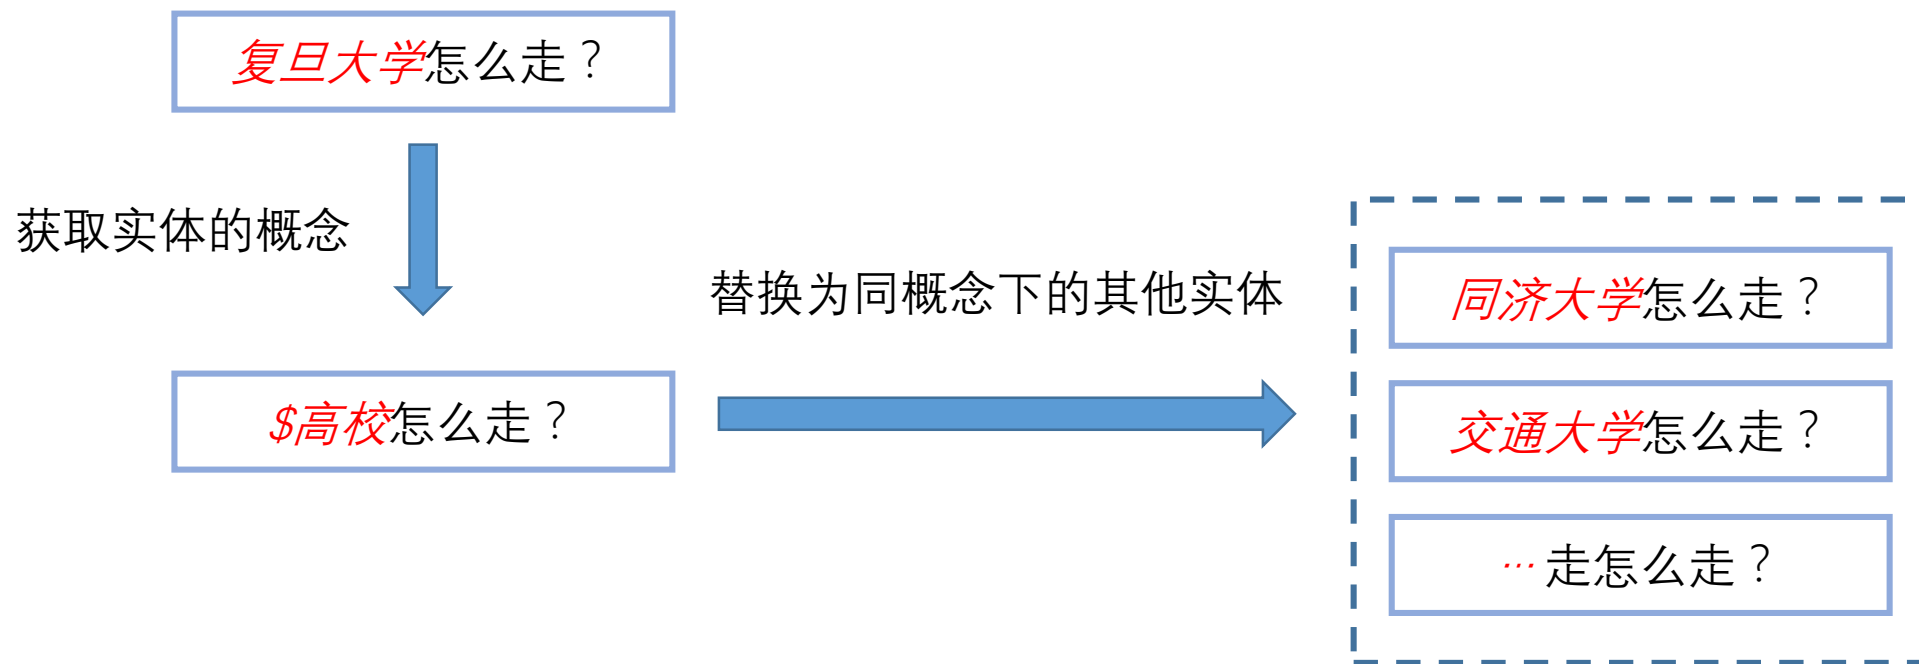 复旦大学怎么走？
获取实体的概念
$高校怎么走？
替换为同概念下的其他实体
同济大学怎么走？
交通大学怎么走？
…走怎么走？